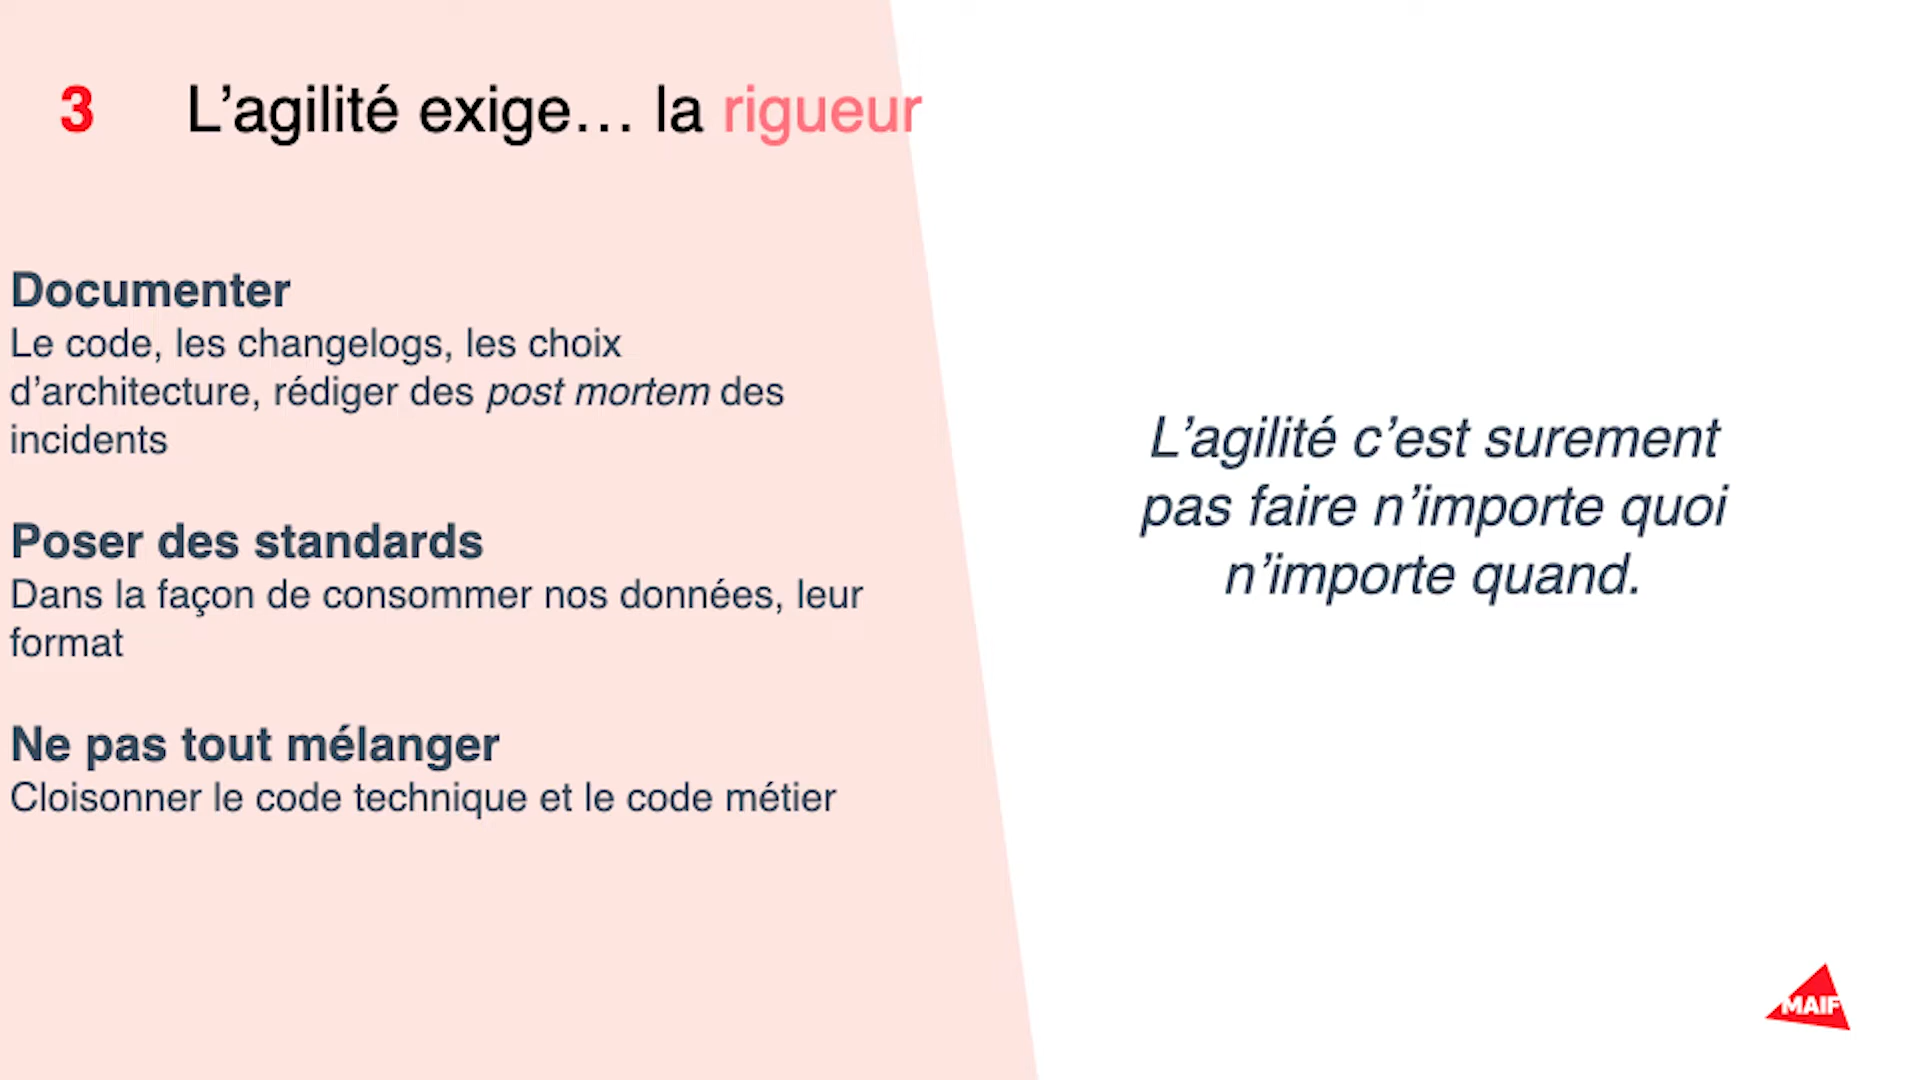 3 L’agilité exige… la rigueur
Documenter
Le code, les changelogs, les choix
d’architecture, rédiger des post mortem des
incidents
Poser des standards
Dans la façon de consommer nos données, leur
format
Ne pas tout mélanger
Cloisonner le code technique et le code métier
L’agilité c’est surement
pas faire n’importe quoi
n’importe quand.
MAIF